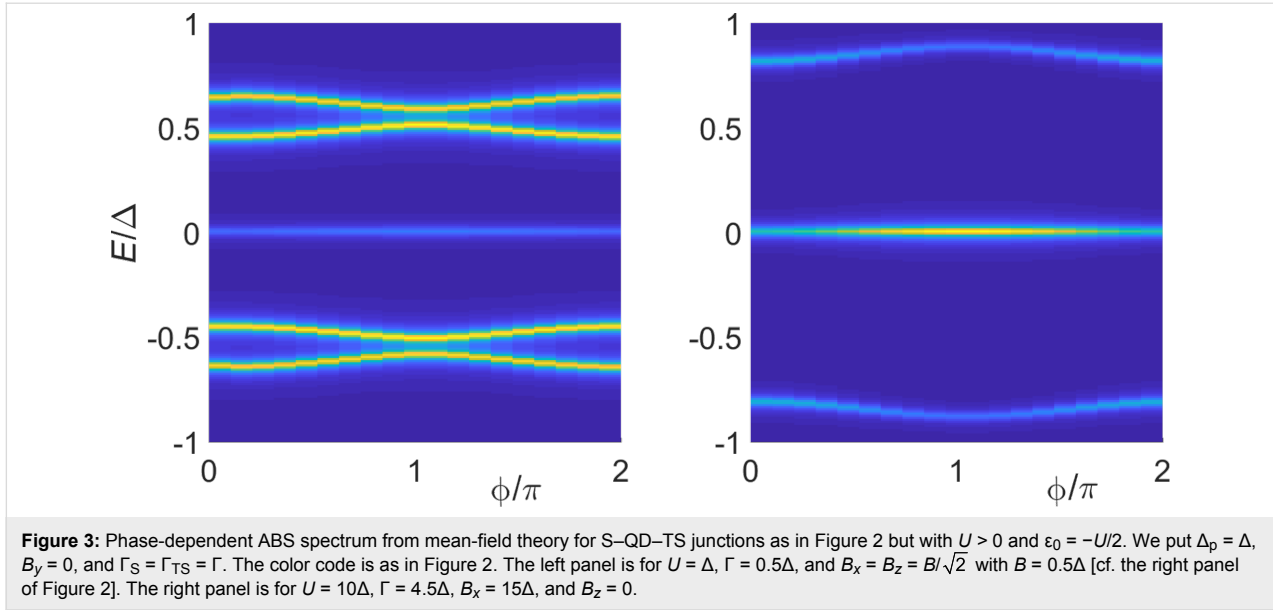 1
0.5
0
-0.5
-1
E/Δ
0
1
2
ϕ/π
0
1
2
ϕ/π
1
0.5
0
-0.5
-1
Figure 3: Phase-dependent ABS spectrum from mean-field theory for S–QD–TS junctions as in Figure 2 but with U > 0 and ε0 = −U/2. We put Δp = Δ,
By = 0, and ΓS = ΓTS = Γ. The color code is as in Figure 2. The left panel is for U = Δ, Γ = 0.5Δ, and Bx = Bz = B/√2 with B = 0.5Δ [cf. the right panel
of Figure 2]. The right panel is for U = 10Δ, Γ = 4.5Δ, Bx = 15Δ, and Bz = 0.